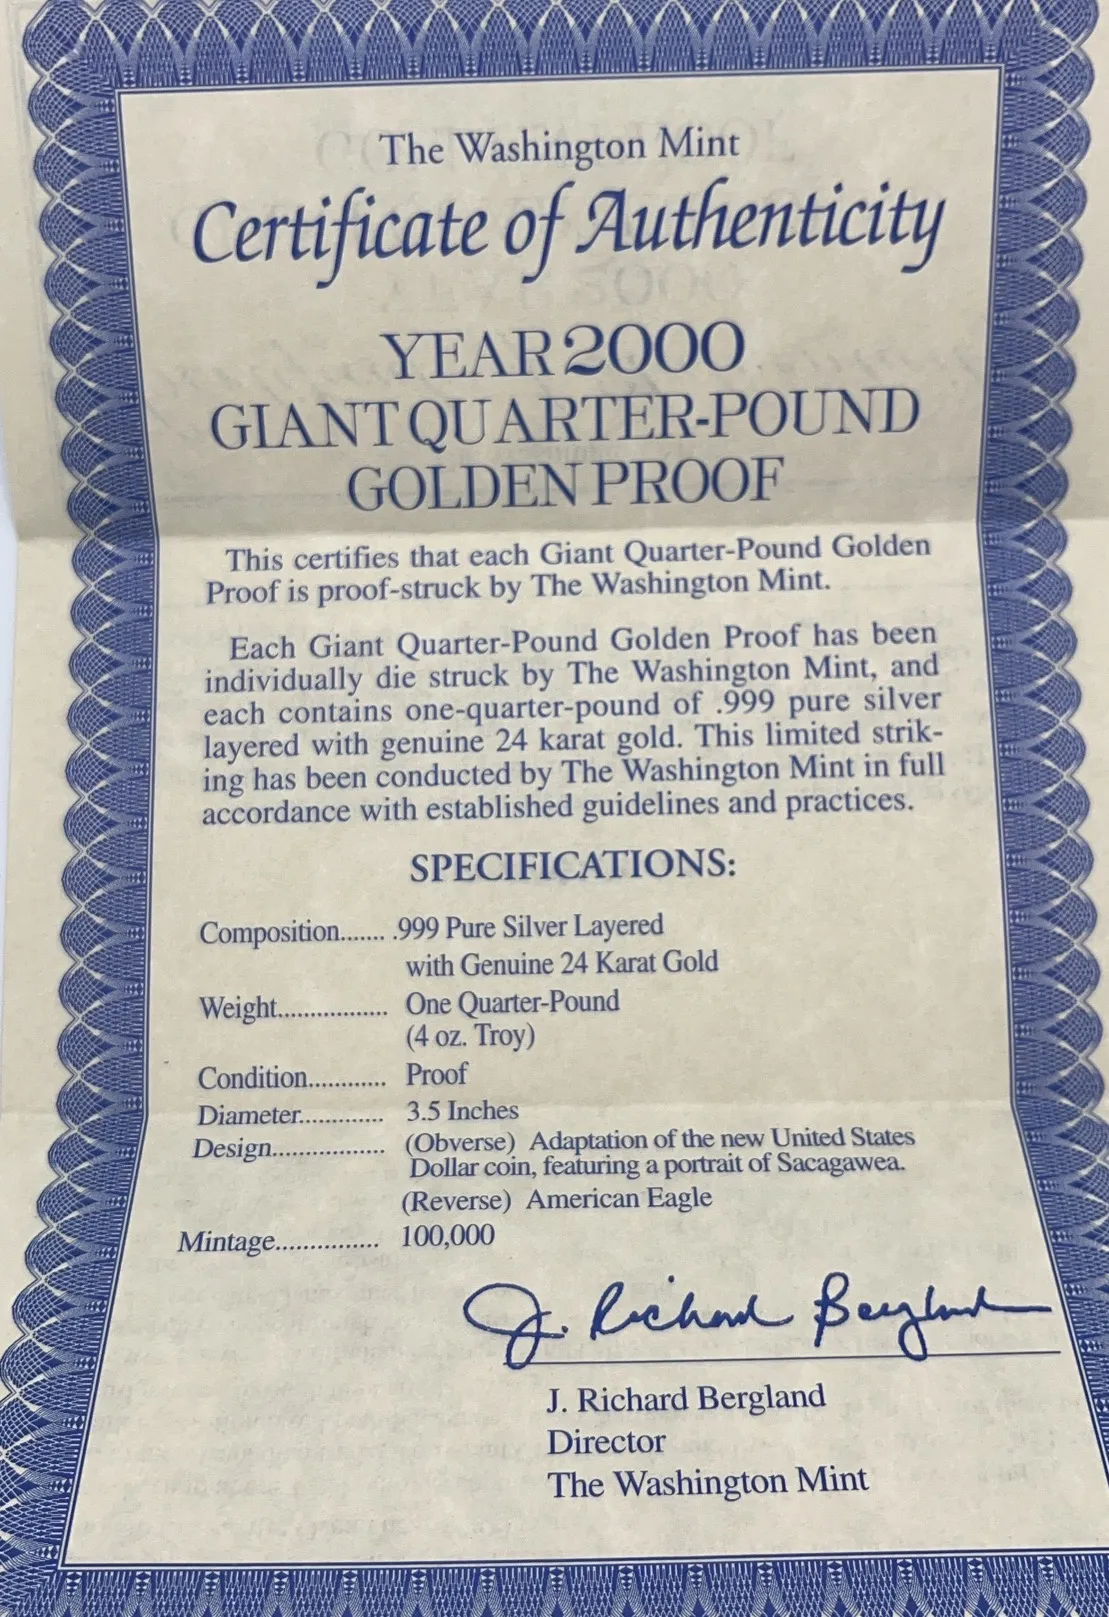 The Washington Mint
Certificate of Authenticity
YEAR 2000
GIANT QUARTER-POUND
GOLDEN PROOF
This certifies that each Giant Quarter-Pound Golden
Proof is proof-struck by The Washington Mint.
Each Giant Quarter-Pound Golden Proof has been
individually die struck by The Washington Mint, and
each contains one-quarter-pound of .999 pure silver
layered with genuine 24 karat gold. This limited strik-
ing has been conducted by The Washington Mint in full
accordance with established guidelines and practices.
SPECIFICATIONS:
Composition....... .999 Pure Silver Layered
with Genuine 24 Karat Gold
Weight................. One Quarter-Pound
(4 oz. Troy)
Condition............ Proof
Diameter............. 3.5 Inches
Design................. (Obverse) Adaptation of the new United States
Dollar coin, featuring a portrait of Sacagawea.
(Reverse) American Eagle
Mintage............... 100,000
J. Richard Bergland
J. Richard Bergland
Director
The Washington Mint